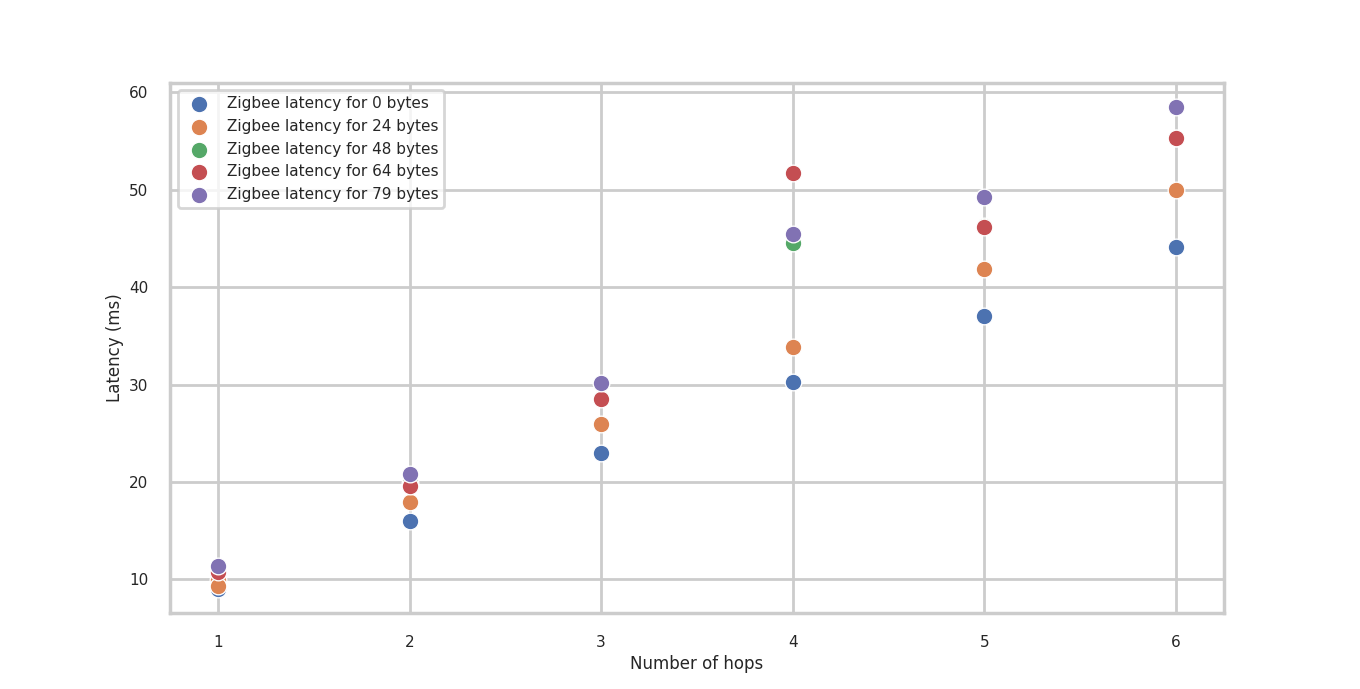 60
50
40
30
20
10
Latency (ms)
Zigbee latency for 0 bytes
Zigbee latency for 24 bytes
Zigbee latency for 48 bytes
Zigbee latency for 64 bytes
Zigbee latency for 79 bytes
1 2 3 4 5 6
Number of hops